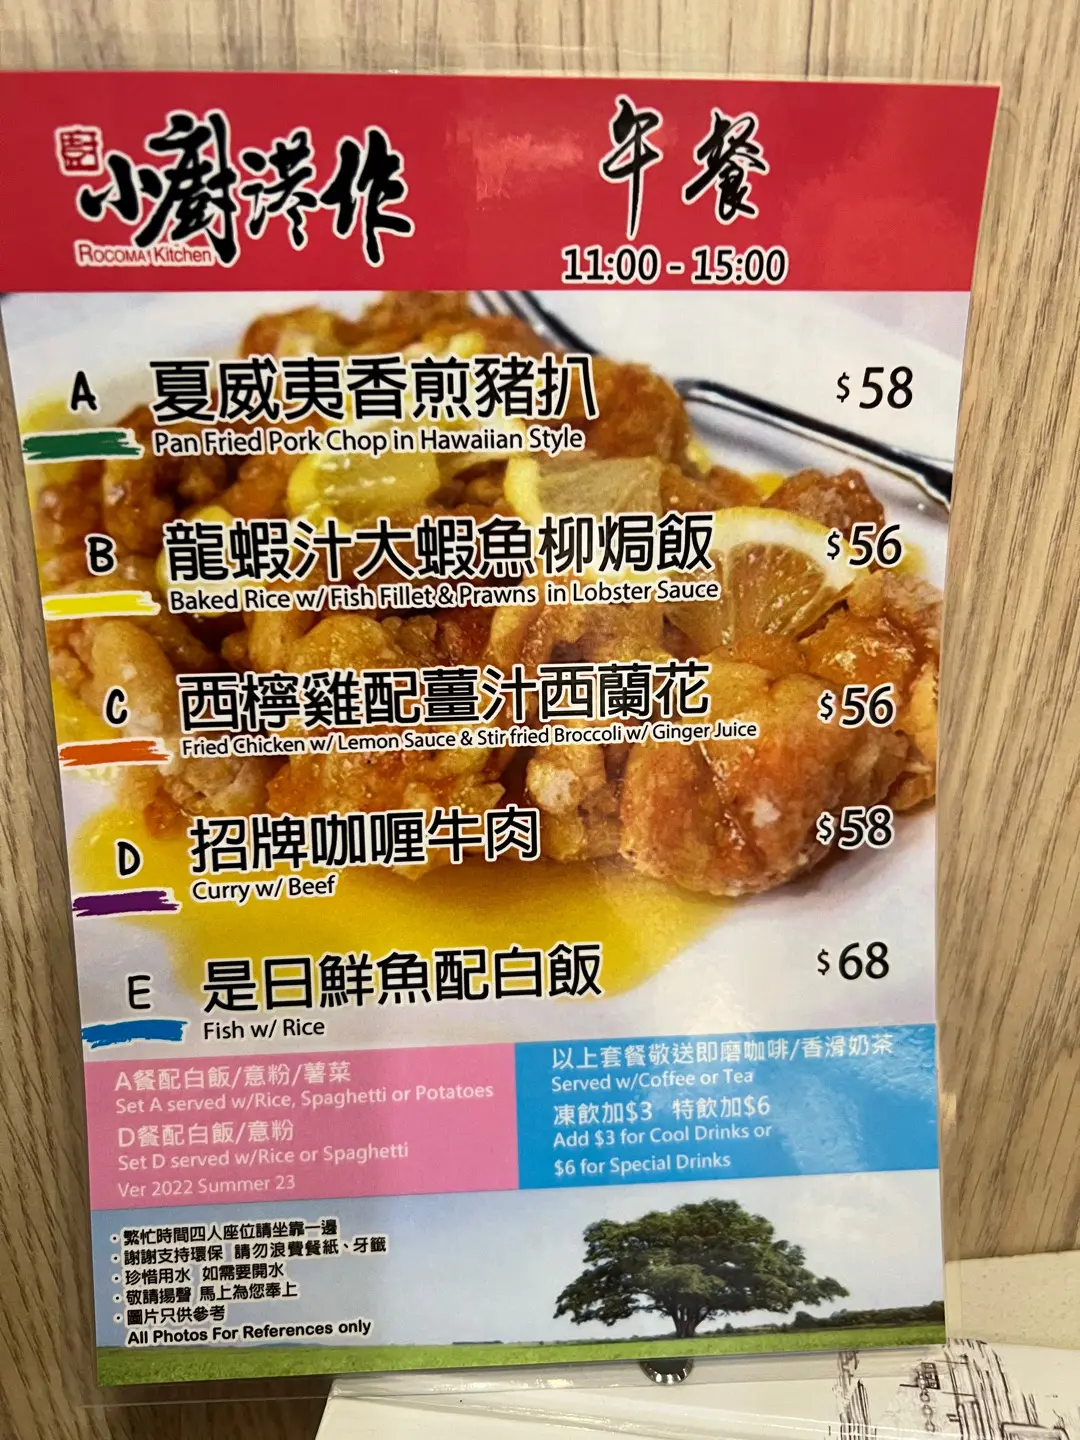 小廚港作
ROCOMA Kitchen
午餐
11:00 - 15:00
A 夏威夷香煎豬扒 $58
Pan Fried Pork Chop in Hawaiian Style
B 龍蝦汁大蝦魚柳焗飯 $56
Baked Rice w/ Fish Fillet & Prawns in Lobster Sauce
C 西檸雞配薑汁西蘭花 $56
Fried Chicken w/ Lemon Sauce & Stir fried Broccoli w/ Ginger Juice
D 招牌咖喱牛肉 $58
Curry w/ Beef
E 是日鮮魚配白飯 $68
Fish w/ Rice
A餐配白飯/意粉/薯菜
Set A served w/Rice, Spaghetti or Potatoes
D餐配白飯/意粉
Set D served w/Rice or Spaghetti
Ver 2022 Summer 23
以上套餐敬送即磨咖啡/香滑奶茶
Served w/Coffee or Tea
凍飲加$3 特飲加$6
Add $3 for Cool Drinks or
$6 for Special Drinks
· 繁忙時間四人座位請坐靠一邊
· 謝謝支持環保 請勿浪費餐紙、牙籤
· 珍惜用水 如需要開水
· 敬請揚聲 馬上為您奉上
· 圖片只供參考
All Photos For References only